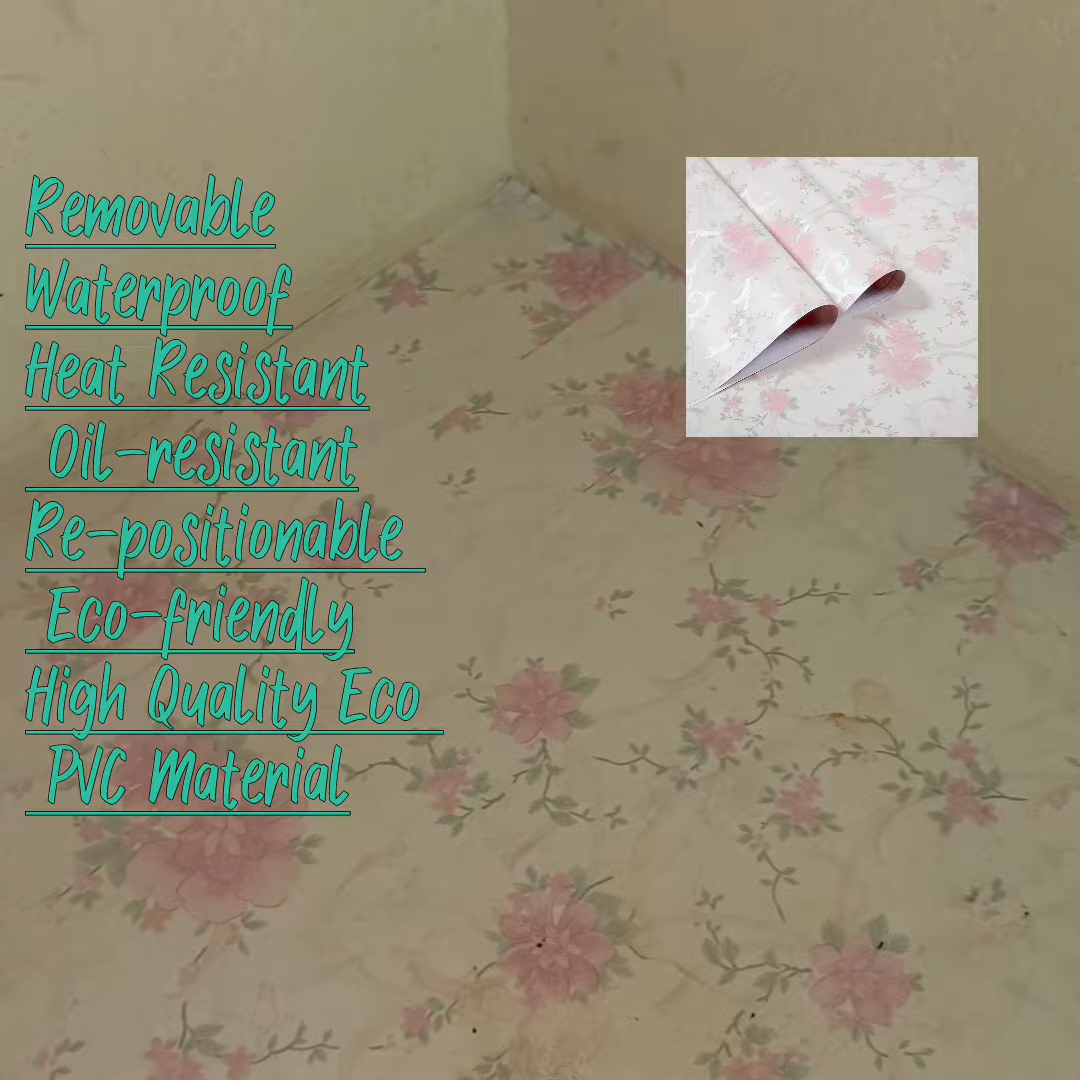 Removable
Waterproof
Heat Resistant
Oil-resistant
Re-positionable
Eco-friendly
High Quality Eco
PVC Material